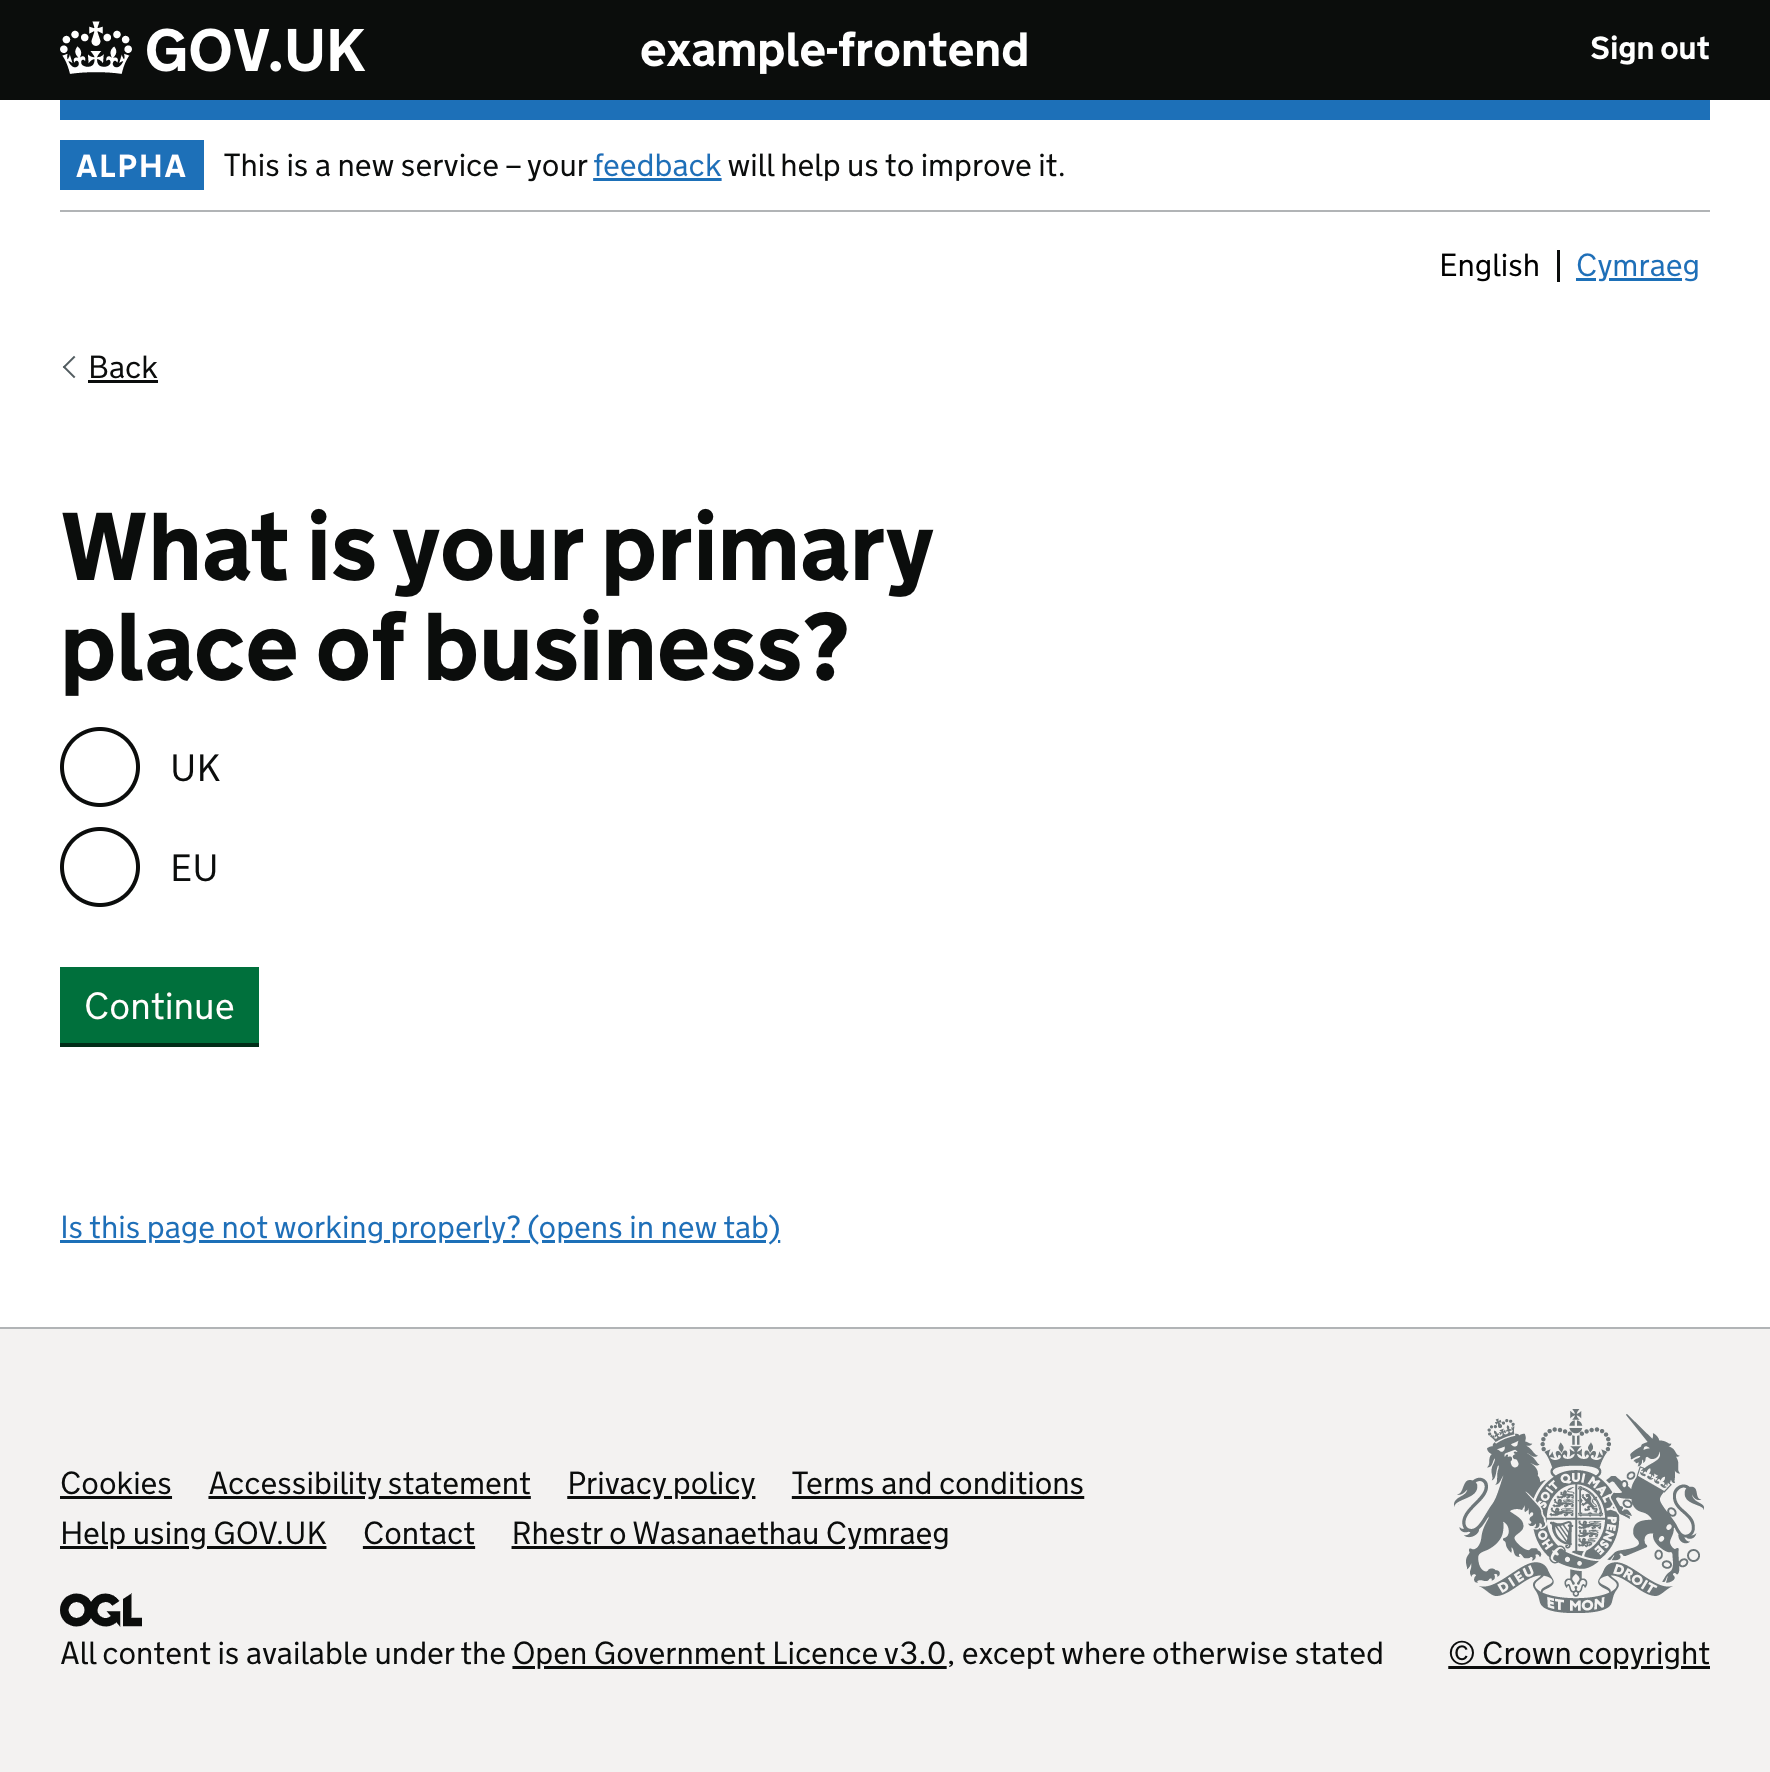 GOV.UK example-frontend Sign out
ALPHA This is a new service – your feedback will help us to improve it.
English | Cymraeg
Back
What is your primary
place of business?
UK
EU
Continue
Is this page not working properly? (opens in new tab)
Cookies Accessibility statement Privacy policy Terms and conditions
Help using GOV.UK Contact Rhestr o Wasanaethau Cymraeg
OGL
All content is available under the Open Government Licence v3.0, except where otherwise stated
HONI SOIT QUI MAL Y PENSE
DIEU ET MON DROIT
© Crown copyright